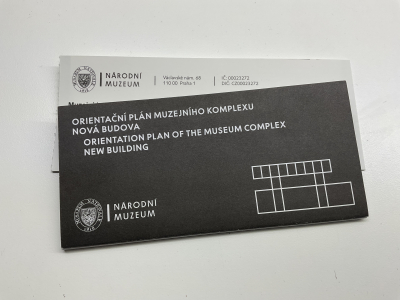 NÁRODNÍ
MUZEUM
Václavské nám. 68
110 00 Praha 1
IČ: 00023272
DIČ: CZ00023272
ORIENTAČNÍ PLÁN MUZEJNÍHO KOMPLEXU
NOVÁ BUDOVA
ORIENTATION PLAN OF THE MUSEUM COMPLEX
NEW BUILDING
NÁRODNÍ
MUZEUM